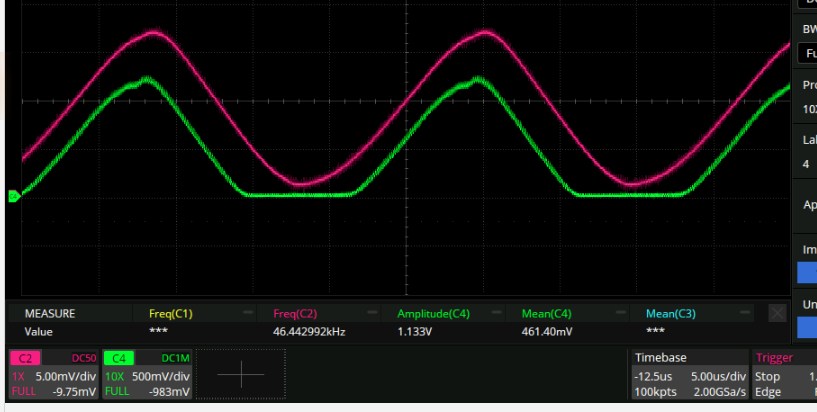 BW
Fu
Pro
10X
Lab
4
Ap
Im
Un
MEASURE Freq(C1) Freq(C2) Amplitude(C4) Mean(C4) Mean(C3)
Value *** 46.442992kHz 1.133V 461.40mV ***
C2 DC50 C4 DC1M Timebase Trigger
1X 5.00mV/div 10X 500mV/div -12.5us 5.00us/div Stop 1.
FULL -9.75mV FULL -983mV 100kpts 2.00GSa/s Edge